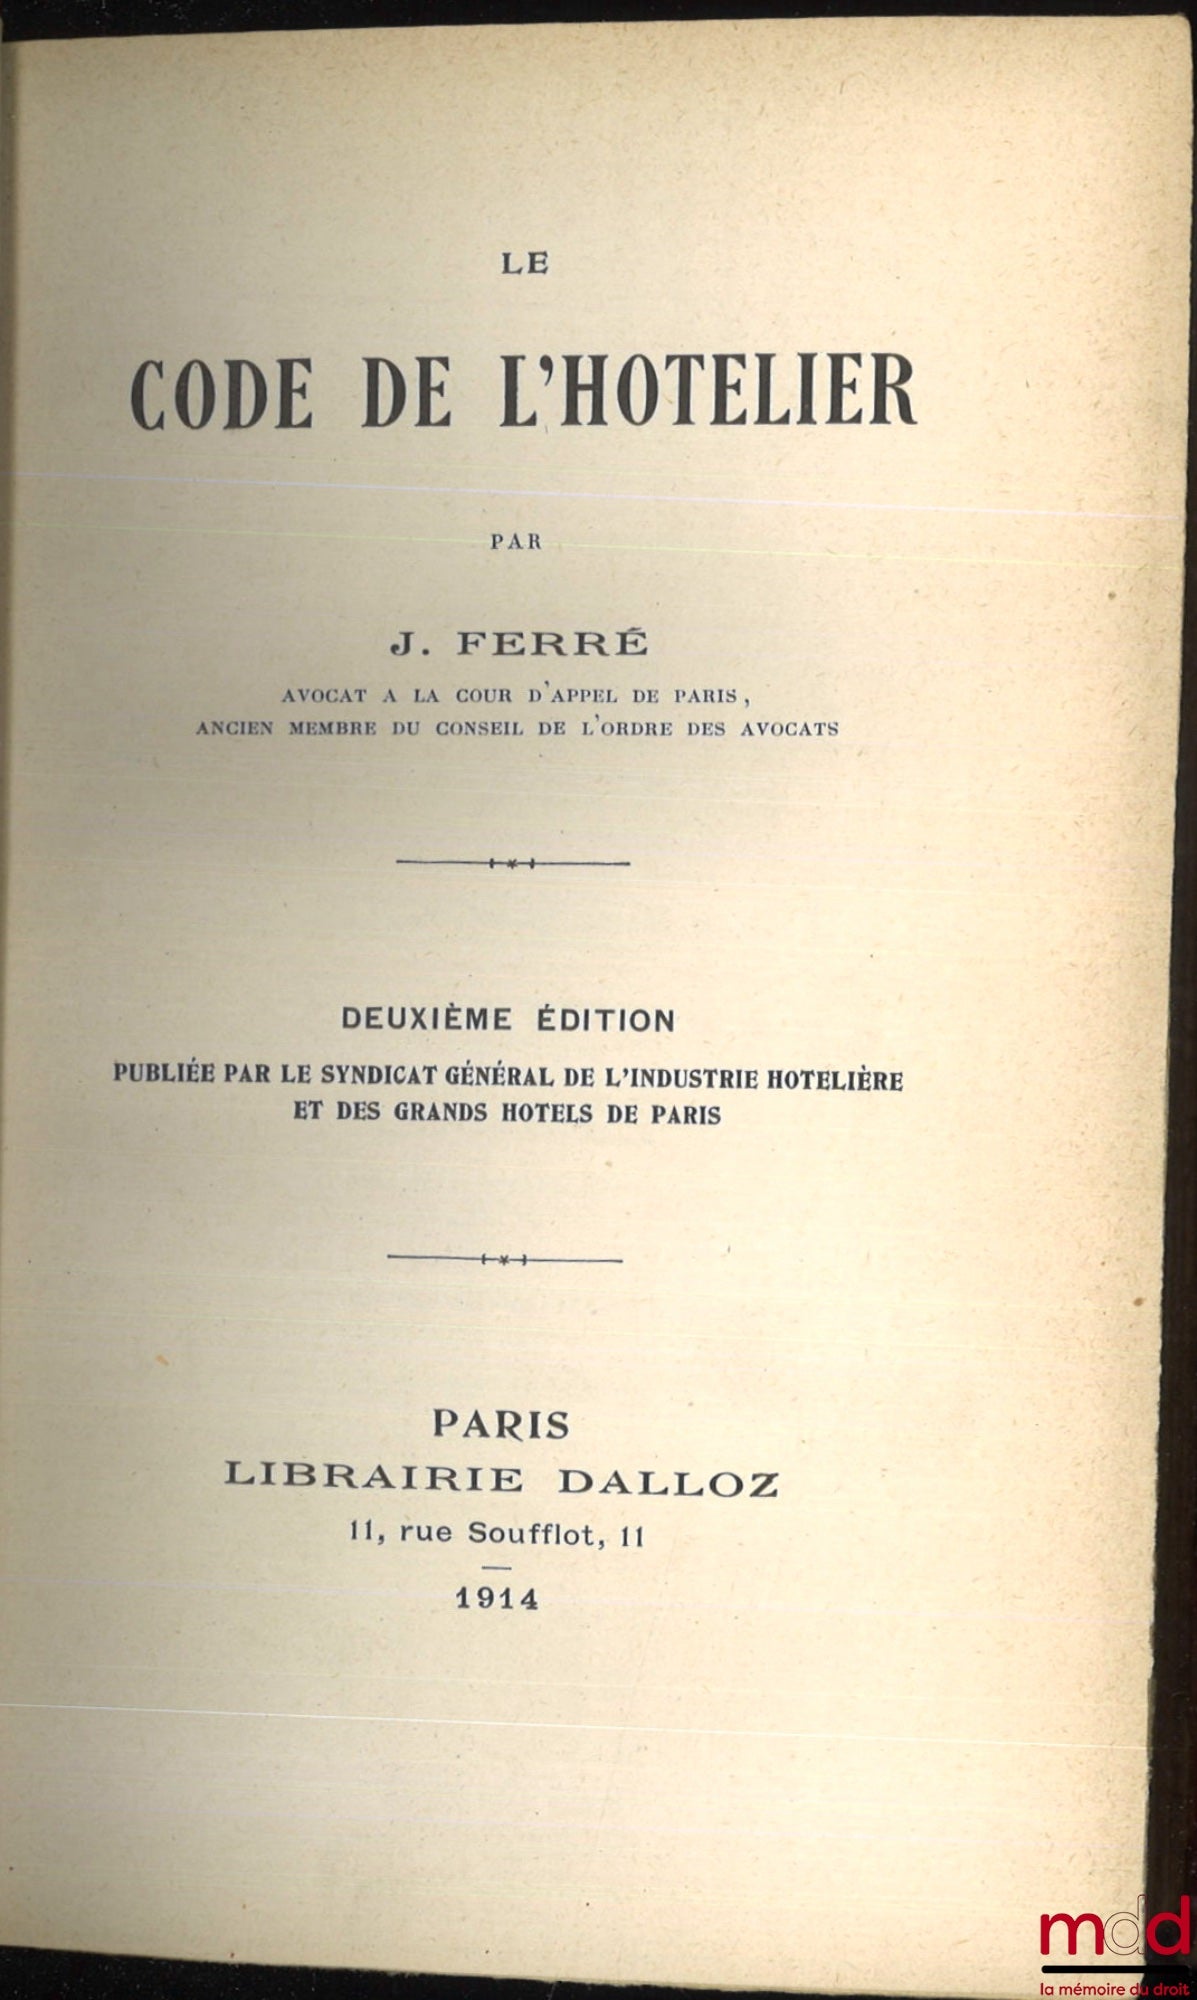 LE
CODE DE L'HOTELIER
PAR
J. FERRÉ
AVOCAT A LA COUR D'APPEL DE PARIS,
ANCIEN MEMBRE DU CONSEIL DE L'ORDRE DES AVOCATS
DEUXIÈME ÉDITION
PUBLIÉE PAR LE SYNDICAT GÉNÉRAL DE L'INDUSTRIE HOTELIÈRE
ET DES GRANDS HOTELS DE PARIS
PARIS
LIBRAIRIE DALLOZ
11, rue Soufflot, 11
1914
mdd
la mémoire du droit